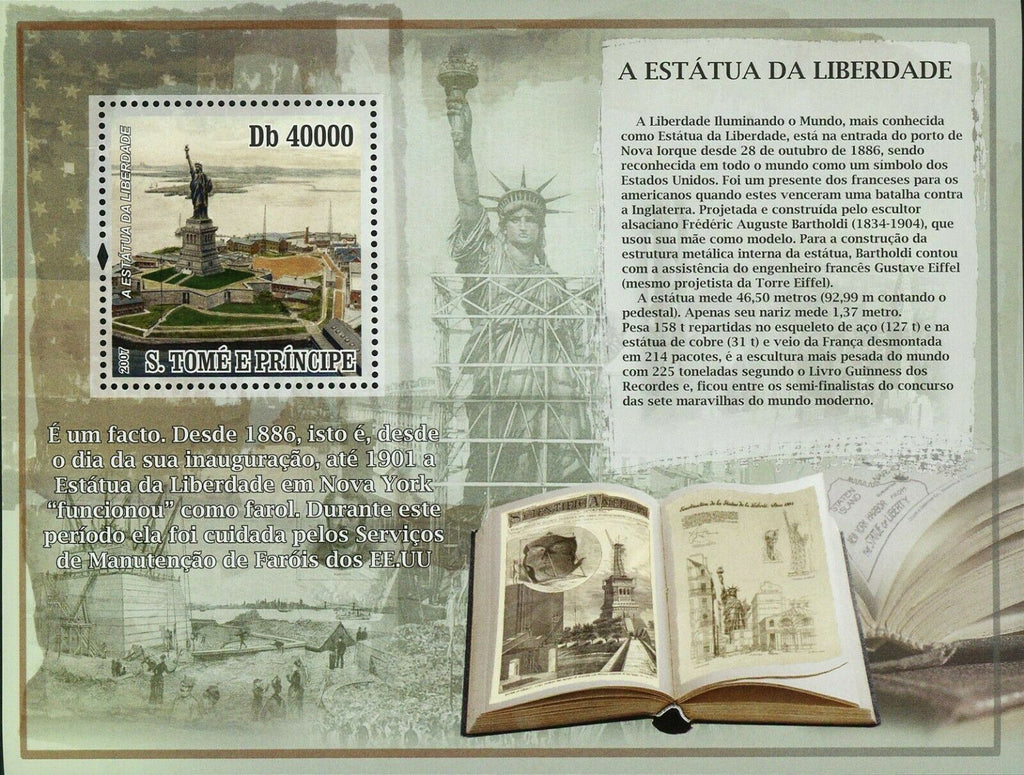 A ESTÁTUA DA LIBERDADE
Db 40000
A ESTÁTUA DA LIBERDADE
2007
S. TOMÉ E PRÍNCIPE
A Liberdade Iluminando o Mundo, mais conhecida
como Estátua da Liberdade, está na entrada do porto de
Nova Iorque desde 28 de outubro de 1886, sendo
reconhecida em todo o mundo como um símbolo dos
Estados Unidos. Foi um presente dos franceses para os
americanos quando estes venceram uma batalha contra
a Inglaterra. Projetada e construída pelo escultor
alsaciano Frédéric Auguste Bartholdi (1834-1904), que
usou sua mãe como modelo. Para a construção da
estrutura metálica interna da estátua, Bartholdi contou
com a assistência do engenheiro francês Gustave Eiffel
(mesmo projetista da Torre Eiffel).
A estátua mede 46,50 metros (92,99 m contando o
pedestal). Apenas seu nariz mede 1,37 metro.
Pesa 158 t repartidas no esqueleto de aço (127 t) e na
estátua de cobre (31 t) e veio da França desmontada
em 214 pacotes, é a escultura mais pesada do mundo
com 225 toneladas segundo o Livro Guinness dos
Recordes e, ficou entre os semi-finalistas do concurso
das sete maravilhas do mundo moderno.
É um facto. Desde 1886, isto é, desde
o dia da sua inauguração, até 1901 a
Estátua da Liberdade em Nova York
“funcionou” como farol. Durante este
período ela foi cuidada pelos Serviços
de Manutenção de Faróis dos EE.UU
STATEN
ISLAND
STATUE OF LIBERTY